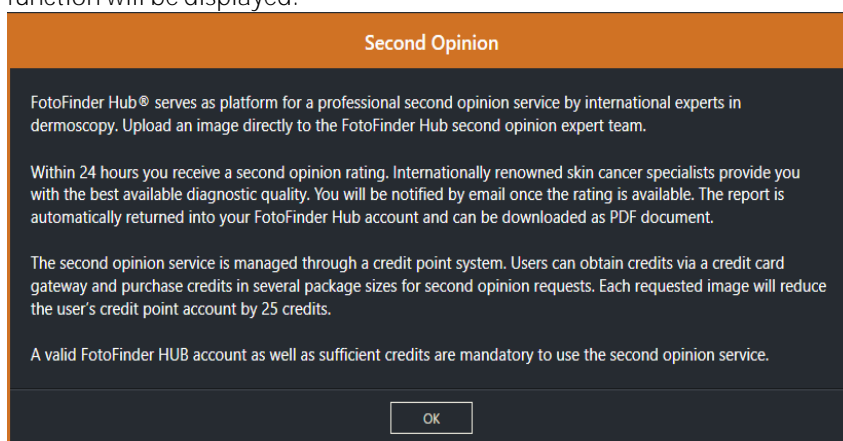 function will be displayed.
Second Opinion
FotoFinder Hub® serves as platform for a professional second opinion service by international experts in
dermoscopy. Upload an image directly to the FotoFinder Hub second opinion expert team.
Within 24 hours you receive a second opinion rating. Internationally renowned skin cancer specialists provide you
with the best available diagnostic quality. You will be notified by email once the rating is available. The report is
automatically returned into your FotoFinder Hub account and can be downloaded as PDF document.
The second opinion service is managed through a credit point system. Users can obtain credits via a credit card
gateway and purchase credits in several package sizes for second opinion requests. Each requested image will reduce
the user's credit point account by 25 credits.
A valid FotoFinder HUB account as well as sufficient credits are mandatory to use the second opinion service.
OK